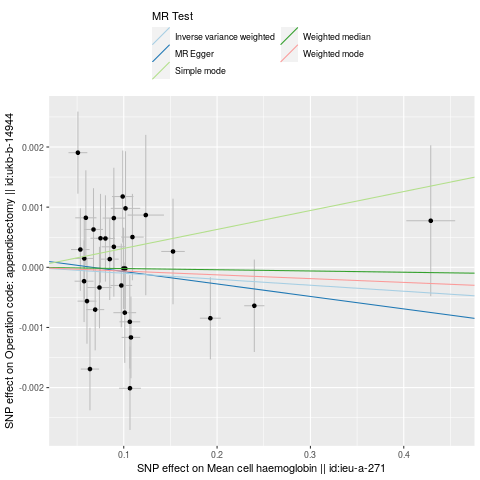 MR Test
Inverse variance weighted
Weighted median
MR Egger
Weighted mode
Simple mode
SNP effect on Operation code: appendicectomy || id:ukb-b-14944
0.002
0.001
0.000
-0.001
-0.002
0.1 0.2 0.3 0.4
SNP effect on Mean cell haemoglobin || id:ieu-a-271